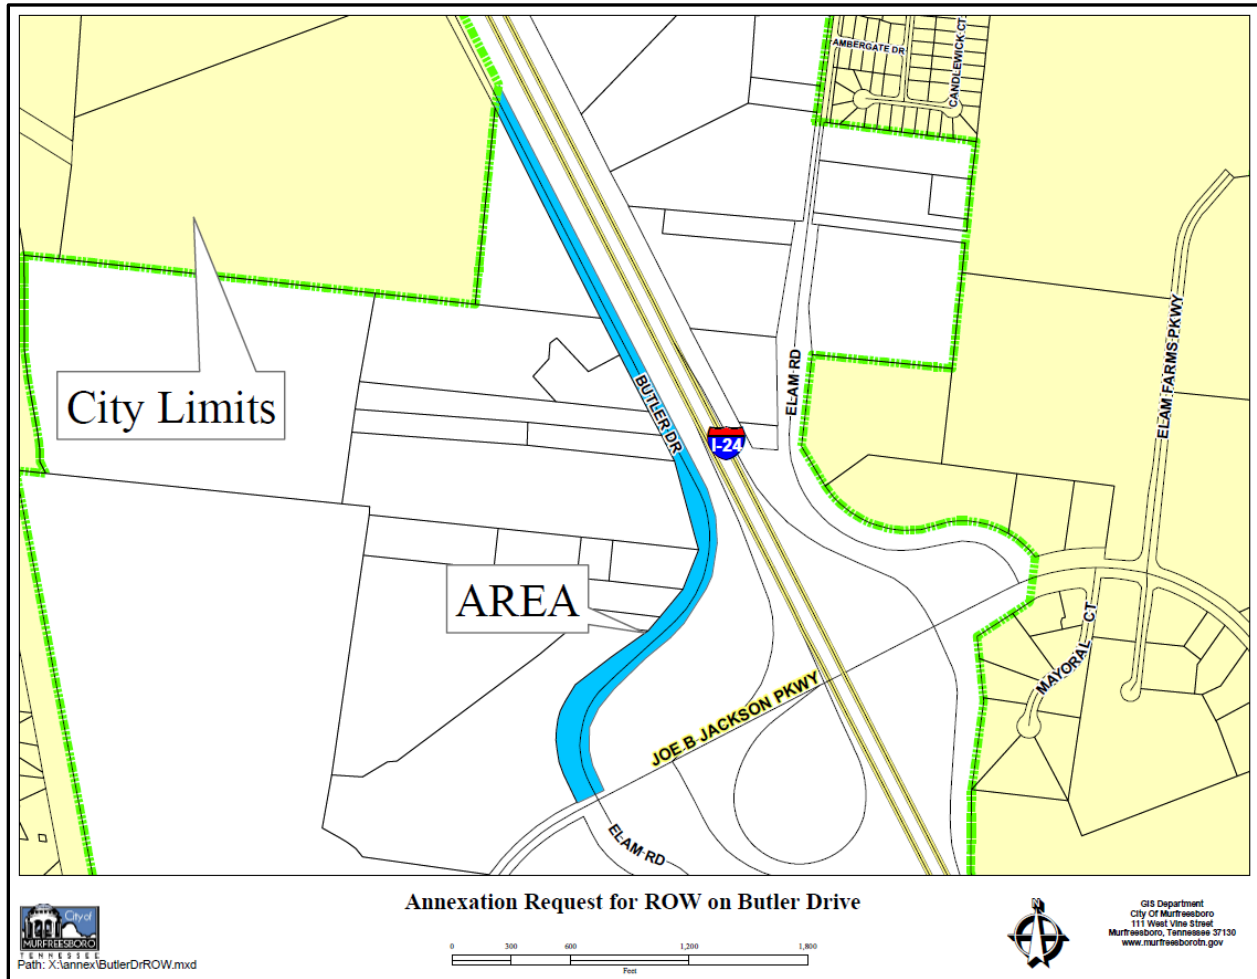 AMBERGATE DR
CANDLEWICK CT
ELAM FARMS PKWY
City Limits
BUTLER DR
ELAM RD
I-24
AREA
MAYORAL CT
JOE B JACKSON PKWY
ELAM RD
Annexation Request for ROW on Butler Drive
City of
MURFREESBORO
TENNESSEE
Path: X:\annex\ButlerDrROW.mxd
0 300 600 1,200 1,800
Feet
N
GIS Department
City Of Murfreesboro
111 West Vine Street
Murfreesboro, Tennessee 37130
www.murfreesborotn.gov